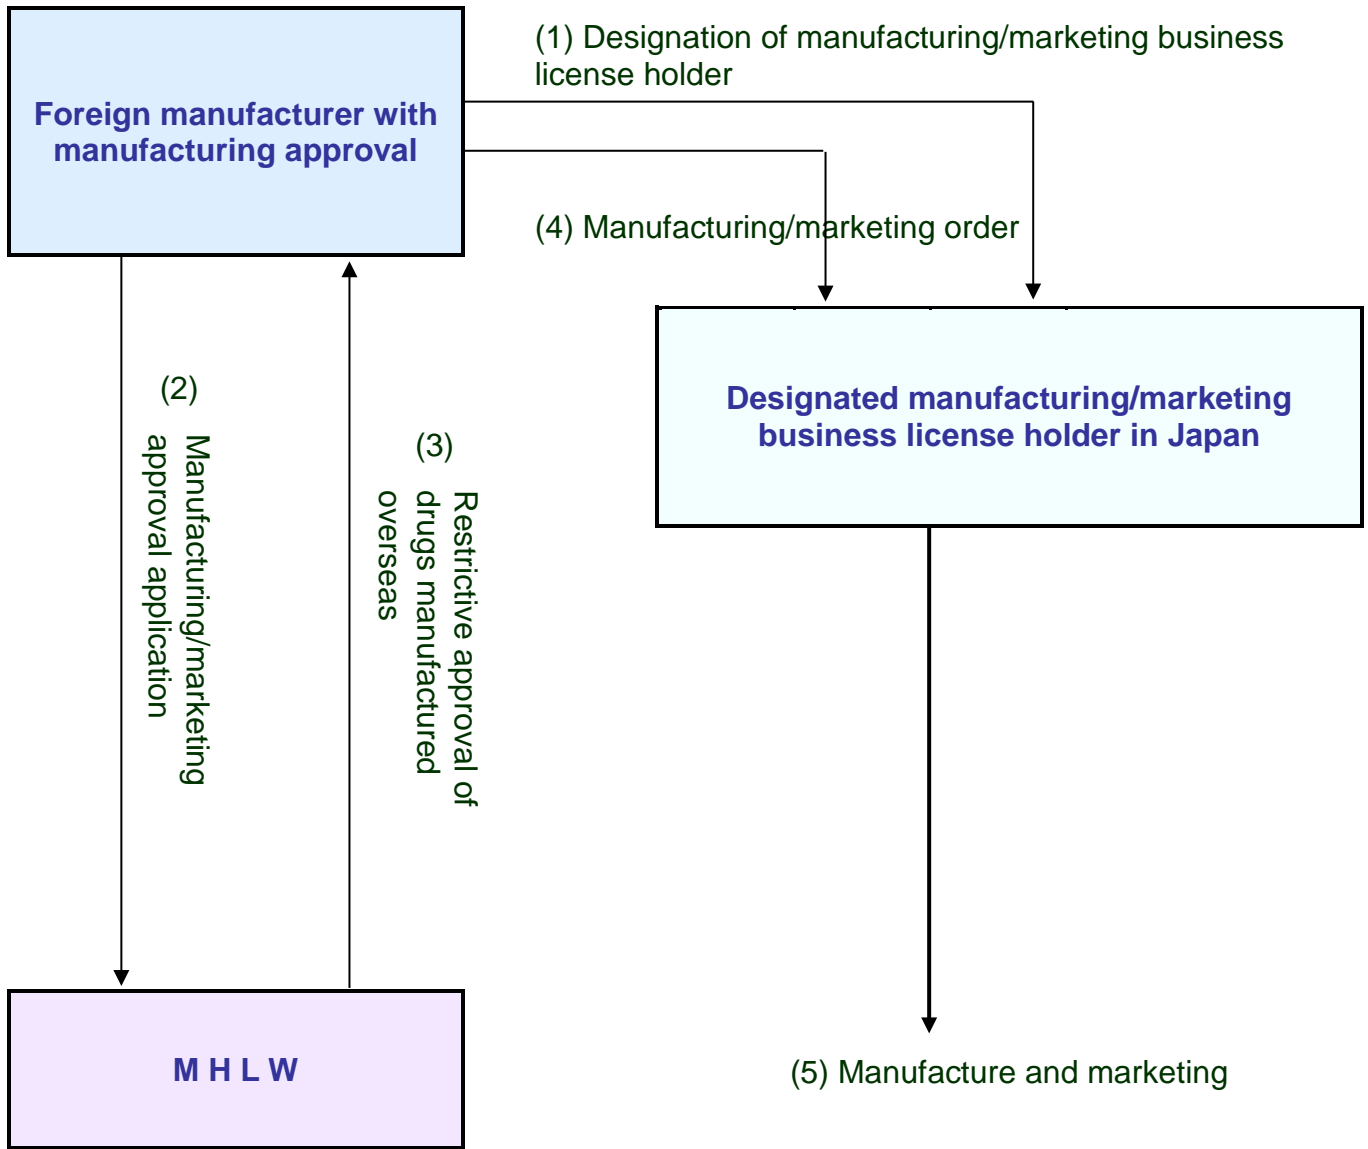 (1) Designation of manufacturing/marketing business
license holder
Foreign manufacturer with
manufacturing approval
(4) Manufacturing/marketing order
Designated manufacturing/marketing
business license holder in Japan
(2)
Manufacturing/marketing
approval application
(3)
Restrictive approval of
drugs manufactured
overseas
M H L W
(5) Manufacture and marketing